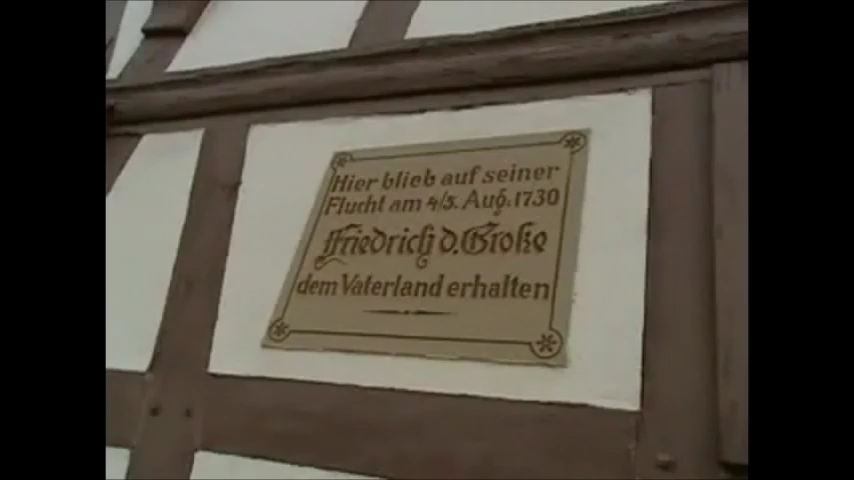 Hier blieb auf seiner
Flucht am 4/5. Aug. 1730
Friedrich d. Große
dem Vaterland erhalten